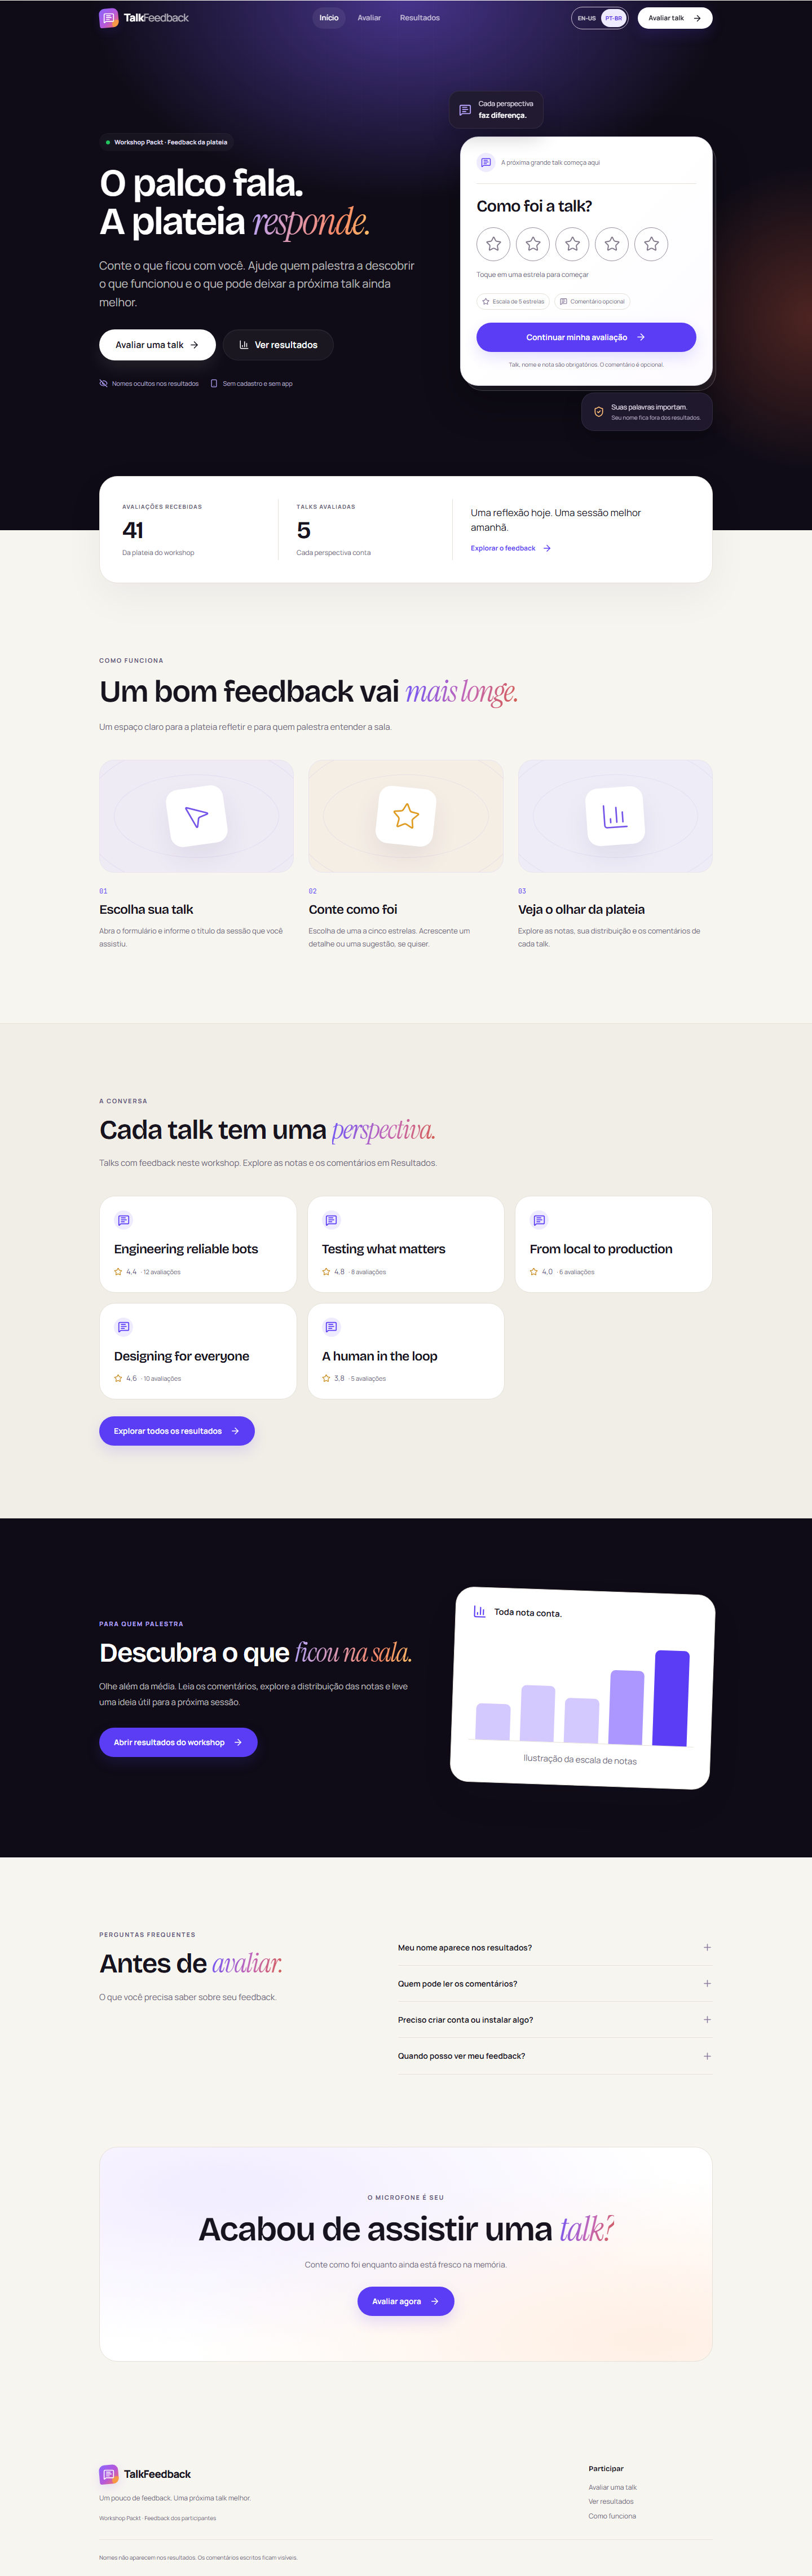 TalkFeedback
Início
Avaliar
Resultados
EN-US
PT-BR
Avaliar talk
Cada perspectiva
faz diferença.
Workshop Packt · Feedback da plateia
O palco fala.
A plateia responde.
Conte o que ficou com você. Ajude quem palestra a descobrir
o que funcionou e o que pode deixar a próxima talk ainda
melhor.
Avaliar uma talk
Ver resultados
Nomes ocultos nos resultados
Sem cadastro e sem app
A próxima grande talk começa aqui
Como foi a talk?
Toque em uma estrela para começar
Escala de 5 estrelas
Comentário opcional
Continuar minha avaliação
Talk, nome e nota são obrigatórios. O comentário é opcional.
Suas palavras importam.
Seu nome fica fora dos resultados.
AVALIAÇÕES RECEBIDAS
41
Da plateia do workshop
TALKS AVALIADAS
5
Cada perspectiva conta
Uma reflexão hoje. Uma sessão melhor
amanhã.
Explorar o feedback
COMO FUNCIONA
Um bom feedback vai mais longe.
Um espaço claro para a plateia refletir e para quem palestra entender a sala.
01
Escolha sua talk
Abra o formulário e informe o título da sessão que você
assistiu.
02
Conte como foi
Escolha de uma a cinco estrelas. Acrescente um
detalhe ou uma sugestão, se quiser.
03
Veja o olhar da plateia
Explore as notas, sua distribuição e os comentários de
cada talk.
A CONVERSA
Cada talk tem uma perspectiva.
Talks com feedback neste workshop. Explore as notas e os comentários em Resultados.
Engineering reliable bots
4,4 · 12 avaliações
Testing what matters
4,8 · 8 avaliações
From local to production
4,0 · 6 avaliações
Designing for everyone
4,6 · 10 avaliações
A human in the loop
3,8 · 5 avaliações
Explorar todos os resultados
PARA QUEM PALESTRA
Descubra o que ficou na sala.
Olhe além da média. Leia os comentários, explore a distribuição das notas e leve
uma ideia útil para a próxima sessão.
Abrir resultados do workshop
Toda nota conta.
Ilustração da escala de notas
PERGUNTAS FREQUENTES
Antes de avaliar.
O que você precisa saber sobre seu feedback.
Meu nome aparece nos resultados?
Quem pode ler os comentários?
Preciso criar conta ou instalar algo?
Quando posso ver meu feedback?
O MICROFONE É SEU
Acabou de assistir uma talk?
Conte como foi enquanto ainda está fresco na memória.
Avaliar agora
TalkFeedback
Um pouco de feedback. Uma próxima talk melhor.
Workshop Packt · Feedback dos participantes
Participar
Avaliar uma talk
Ver resultados
Como funciona
Nomes não aparecem nos resultados. Os comentários escritos ficam visíveis.